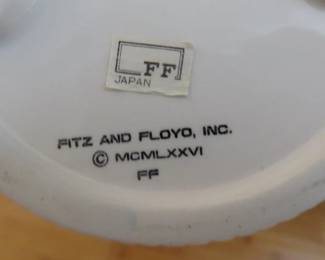 FF
JAPAN
FITZ AND FLOYD, INC.
© MCMLXXVI
FF